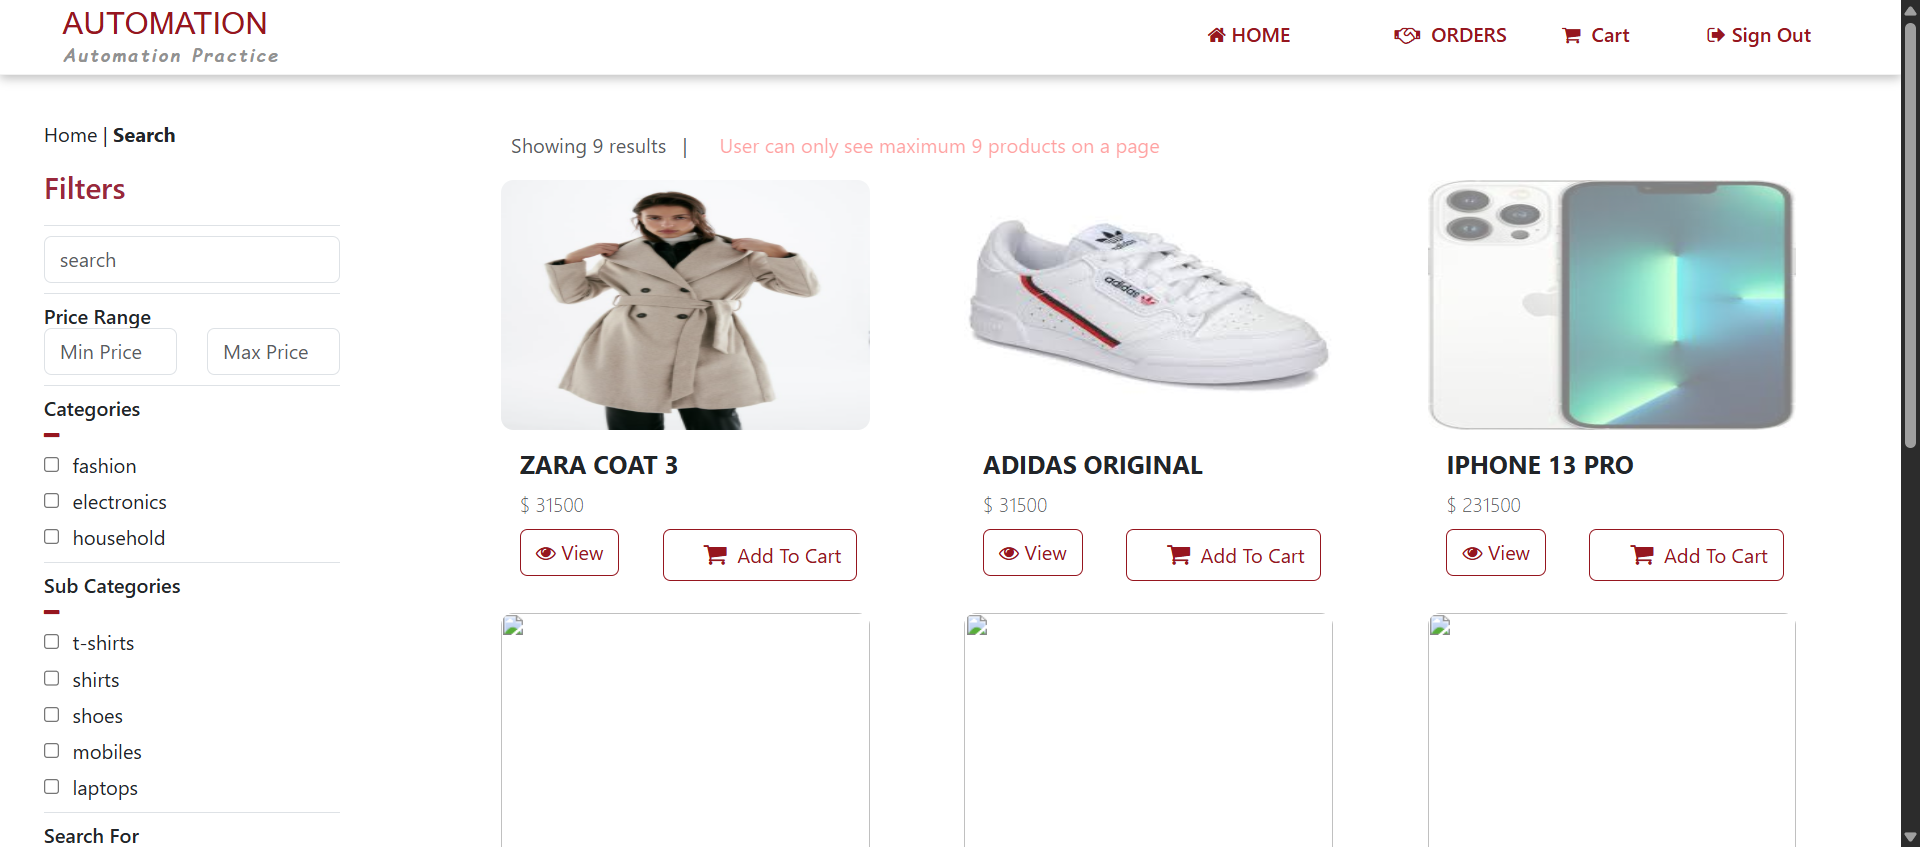 AUTOMATION
Automation Practice
HOME
ORDERS
Cart
Sign Out
Home | Search
Filters
search
Price Range
Min Price
Max Price
Categories
fashion
electronics
household
Sub Categories
t-shirts
shirts
shoes
mobiles
laptops
Search For
Showing 9 results |
User can only see maximum 9 products on a page
adidas
adidas
ZARA COAT 3
$ 31500
View
Add To Cart
ADIDAS ORIGINAL
$ 31500
View
Add To Cart
IPHONE 13 PRO
$ 231500
View
Add To Cart